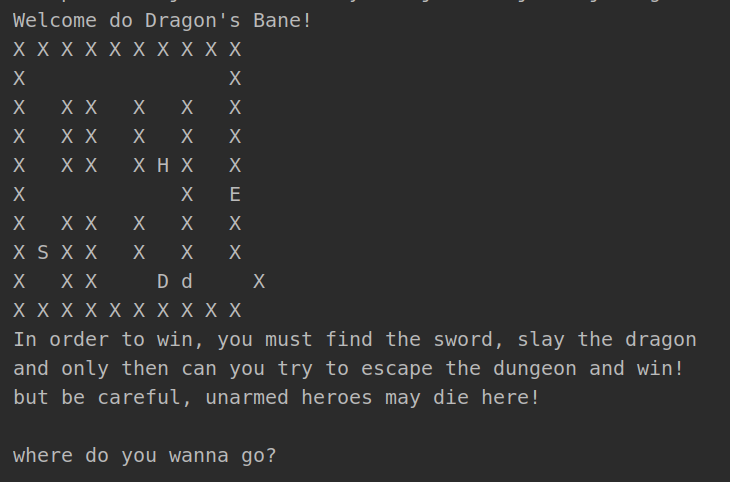 Welcome do Dragon's Bane!
X X X X X X X X X X
X                 X
X   X X   X   X   X
X   X X   X   X   X
X   X X   X H X   X
X             X   E
X   X X   X   X   X
X S X X   X   X   X
X   X X     D d     X
X X X X X X X X X X
In order to win, you must find the sword, slay the dragon
and only then can you try to escape the dungeon and win!
but be careful, unarmed heroes may die here!
where do you wanna go?